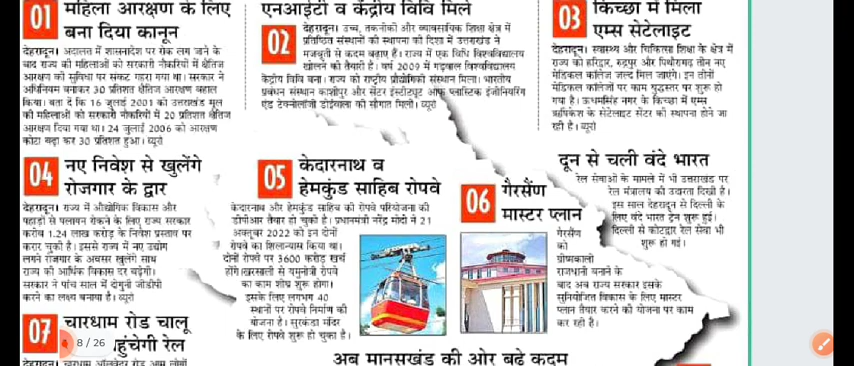 01
महिला आरक्षण के लिए
बना दिया कानून
देहरादून। अदालत में शासनादेश पर रोक लग जाने के
बाद राज्य की महिलाओं को सरकारी नौकरियों में क्षैतिज
आरक्षण की सुविधा पर संकट गहरा गया था। सरकार ने
अधिनियम बनाकर 30 प्रतिशत क्षैतिज आरक्षण बहाल
किया। बता दें कि 16 जुलाई 2001 को उत्तराखंड मूल
की महिलाओं को सरकारी नौकरियों में 20 प्रतिशत क्षैतिज
आरक्षण दिया गया था। 24 जुलाई 2006 को आरक्षण
कोटा बढ़ा कर 30 प्रतिशत हुआ। ब्यूरो
एनआईटी व केंद्रीय विवि मिले
02
देहरादून। उच्च, तकनीकी और व्यावसायिक शिक्षा क्षेत्र में
प्रतिष्ठित संस्थानों की स्थापना की दिशा में उत्तराखंड ने
मजबूती से कदम बढ़ाए हैं। राज्य में एक विधि विश्वविद्यालय
खोलने की तैयारी है। वर्ष 2009 में गढ़वाल विश्वविद्यालय
केंद्रीय विवि बना। राज्य को राष्ट्रीय प्रौद्योगिकी संस्थान मिला। भारतीय
प्रबंधन संस्थान काशीपुर और सेंटर इंस्टीट्यूट ऑफ प्लास्टिक इंजीनियरिंग
एंड टेक्नोलॉजी डोईवाला की सौगात मिली। ब्यूरो
03
किच्छा में मिला
एम्स सेटेलाइट
देहरादून। स्वास्थ्य और चिकित्सा शिक्षा के क्षेत्र में
राज्य को हरिद्वार, रुद्रपुर और पिथौरागढ़ तीन नए
मेडिकल कॉलेज जल्द मिल जाएंगे। इन तीनों
मेडिकल कॉलेजों पर काम युद्धस्तर पर शुरू हो
गया है। ऊधमसिंह नगर के किच्छा में एम्स
ऋषिकेश के सेटेलाइट सेंटर की स्थापना होने जा
रही है। ब्यूरो
04
नए निवेश से खुलेंगे
रोजगार के द्वार
देहरादून। राज्य में औद्योगिक विकास और
पहाड़ों से पलायन रोकने के लिए राज्य सरकार
करीब 1.24 लाख करोड़ के निवेश प्रस्ताव पर
करार चुकी है। इससे राज्य में नए उद्योग
लगने रोजगार के अवसर खुलेंगे साथ
राज्य की आर्थिक विकास दर बढ़ेगी।
सरकार ने पांच साल में दोगुनी जीडीपी
करने का लक्ष्य बनाया है। ब्यूरो
05
केदारनाथ व
हेमकुंड साहिब रोपवे
केदारनाथ और हेमकुंड साहिब की रोपवे परियोजना की
डीपीआर तैयार हो चुकी है। प्रधानमंत्री नरेंद्र मोदी ने 21
अक्तूबर 2022 को इन दोनों
रोपवे का शिलान्यास किया था।
दोनों रोपवे पर 3600 करोड़ खर्च
होंगे। खरसाली से यमुनोत्री रोपवे
का काम शीघ्र शुरू होगा।
इसके लिए लगभग 40
स्थानों पर रोपवे निर्माण की
योजना है। सुरकंडा मंदिर
के लिए रोपवे शुरू हो चुका है।
06
गैरसैंण
मास्टर प्लान
गैरसैंण
को
ग्रीष्मकालीन
राजधानी बनाने के
बाद अब राज्य सरकार इसके
सुनियोजित विकास के लिए मास्टर
प्लान तैयार करने की योजना पर काम
कर रही है।
दून से चली वंदे भारत
रेल सेवाओं के मामले में भी उत्तराखंड पर
रेल मंत्रालय की उदारता दिखी है।
इस साल देहरादून से दिल्ली के
लिए वंदे भारत ट्रेन शुरू हुई।
दिल्ली से कोटद्वार रेल सेवा भी
शुरू हो गई।
07
चारधाम रोड चालू
हुंचेगी रेल
8 / 26
देहरादून। चारधाम ऑलवेदर रोड आम लोगों
अब मानसखंड की ओर बढ़े कदम